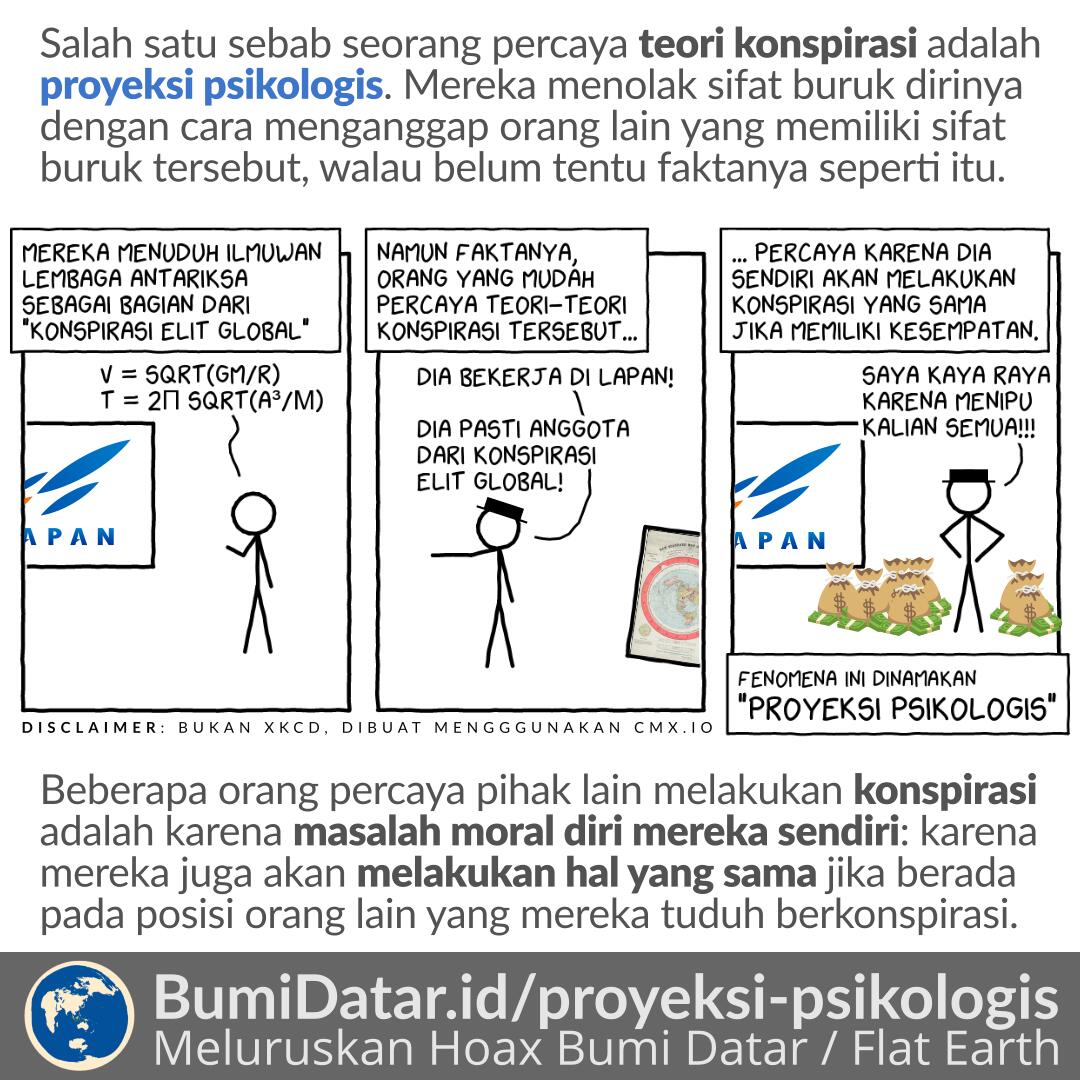 Salah satu sebab seorang percaya teori konspirasi adalah
proyeksi psikologis. Mereka menolak sifat buruk dirinya
dengan cara menganggap orang lain yang memiliki sifat
buruk tersebut, walau belum tentu faktanya seperti itu.
MEREKA MENUDUH ILMUWAN
LEMBAGA ANTARIKSA
SEBAGAI BAGIAN DARI
"KONSPIRASI ELIT GLOBAL"
V = SQRT(GM/R)
T = 2Π SQRT(A³/M)
APAN
NAMUN FAKTANYA,
ORANG YANG MUDAH
PERCAYA TEORI-TEORI
KONSPIRASI TERSEBUT...
DIA BEKERJA DI LAPAN!
DIA PASTI ANGGOTA
DARI KONSPIRASI
ELIT GLOBAL!
... PERCAYA KARENA DIA
SENDIRI AKAN MELAKUKAN
KONSPIRASI YANG SAMA
JIKA MEMILIKI KESEMPATAN.
SAYA KAYA RAYA
KARENA MENIPU
KALIAN SEMUA!!!
APAN
FENOMENA INI DINAMAKAN
"PROYEKSI PSIKOLOGIS"
DISCLAIMER: BUKAN XKCD, DIBUAT MENGGGUNAKAN CMX.IO
Beberapa orang percaya pihak lain melakukan konspirasi
adalah karena masalah moral diri mereka sendiri: karena
mereka juga akan melakukan hal yang sama jika berada
pada posisi orang lain yang mereka tuduh berkonspirasi.
BumiDatar.id/proyeksi-psikologis
Meluruskan Hoax Bumi Datar / Flat Earth